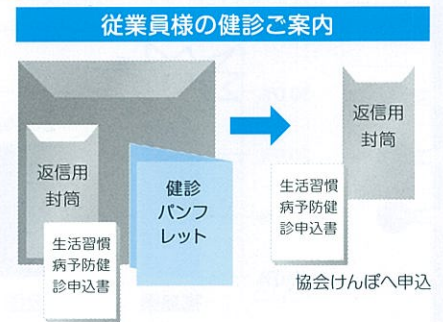 従業員様の健診ご案内
返信用
封筒
健診
パンフ
レット
生活習慣
病予防健
診申込書
返信用
封筒
生活習慣
病予防健
診申込書
協会けんぽへ申込